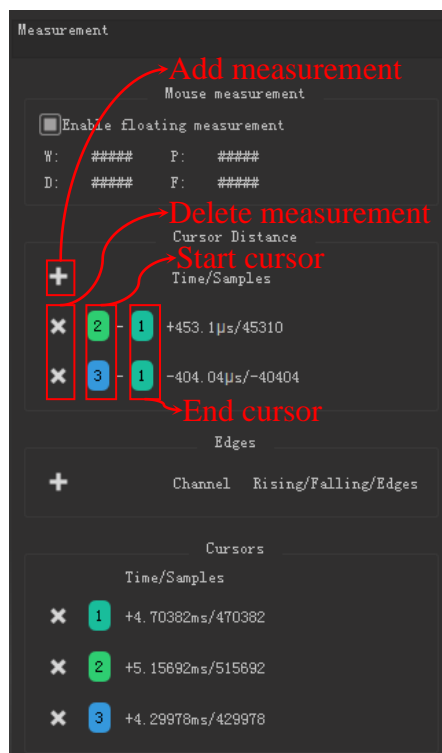 Measurement
Add measurement
Mouse measurement
Enable floating measurement
W: ##### P: #####
D: ##### F: #####
Delete measurement
Cursor Distance
Start cursor
Time/Samples
2 - 1 +453.1μs/45310
3 - 1 -404.04μs/-40404
End cursor
Edges
Channel Rising/Falling/Edges
Cursors
Time/Samples
1 +4.70382ms/470382
2 +5.15692ms/515692
3 +4.29978ms/429978